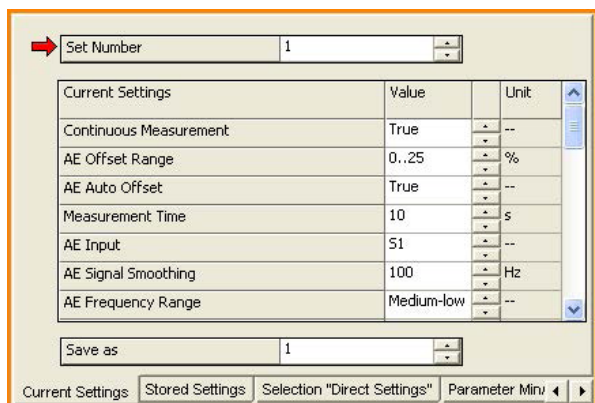 Set Number 1
Current Settings Value Unit
Continuous Measurement True --
AE Offset Range 0..25 %
AE Auto Offset True --
Measurement Time 10 s
AE Input S1 --
AE Signal Smoothing 100 Hz
AE Frequency Range Medium-low --
Save as 1
Current Settings Stored Settings Selection "Direct Settings" Parameter Min/